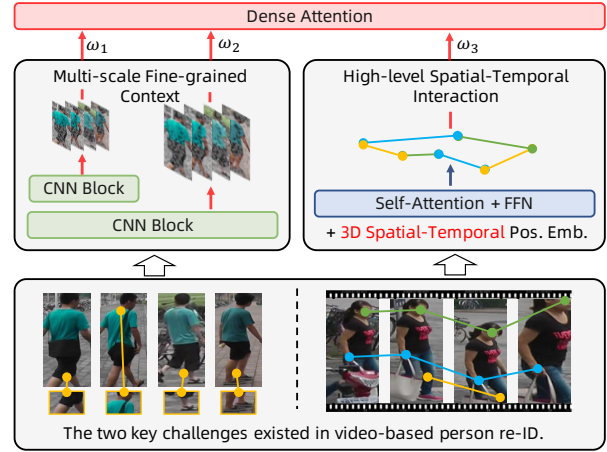 Dense Attention
ω₁
ω₂
ω₃
Multi-scale Fine-grained
Context
CNN Block
CNN Block
High-level Spatial-Temporal
Interaction
Self-Attention + FFN
+ 3D Spatial-Temporal Pos. Emb.
The two key challenges existed in video-based person re-ID.